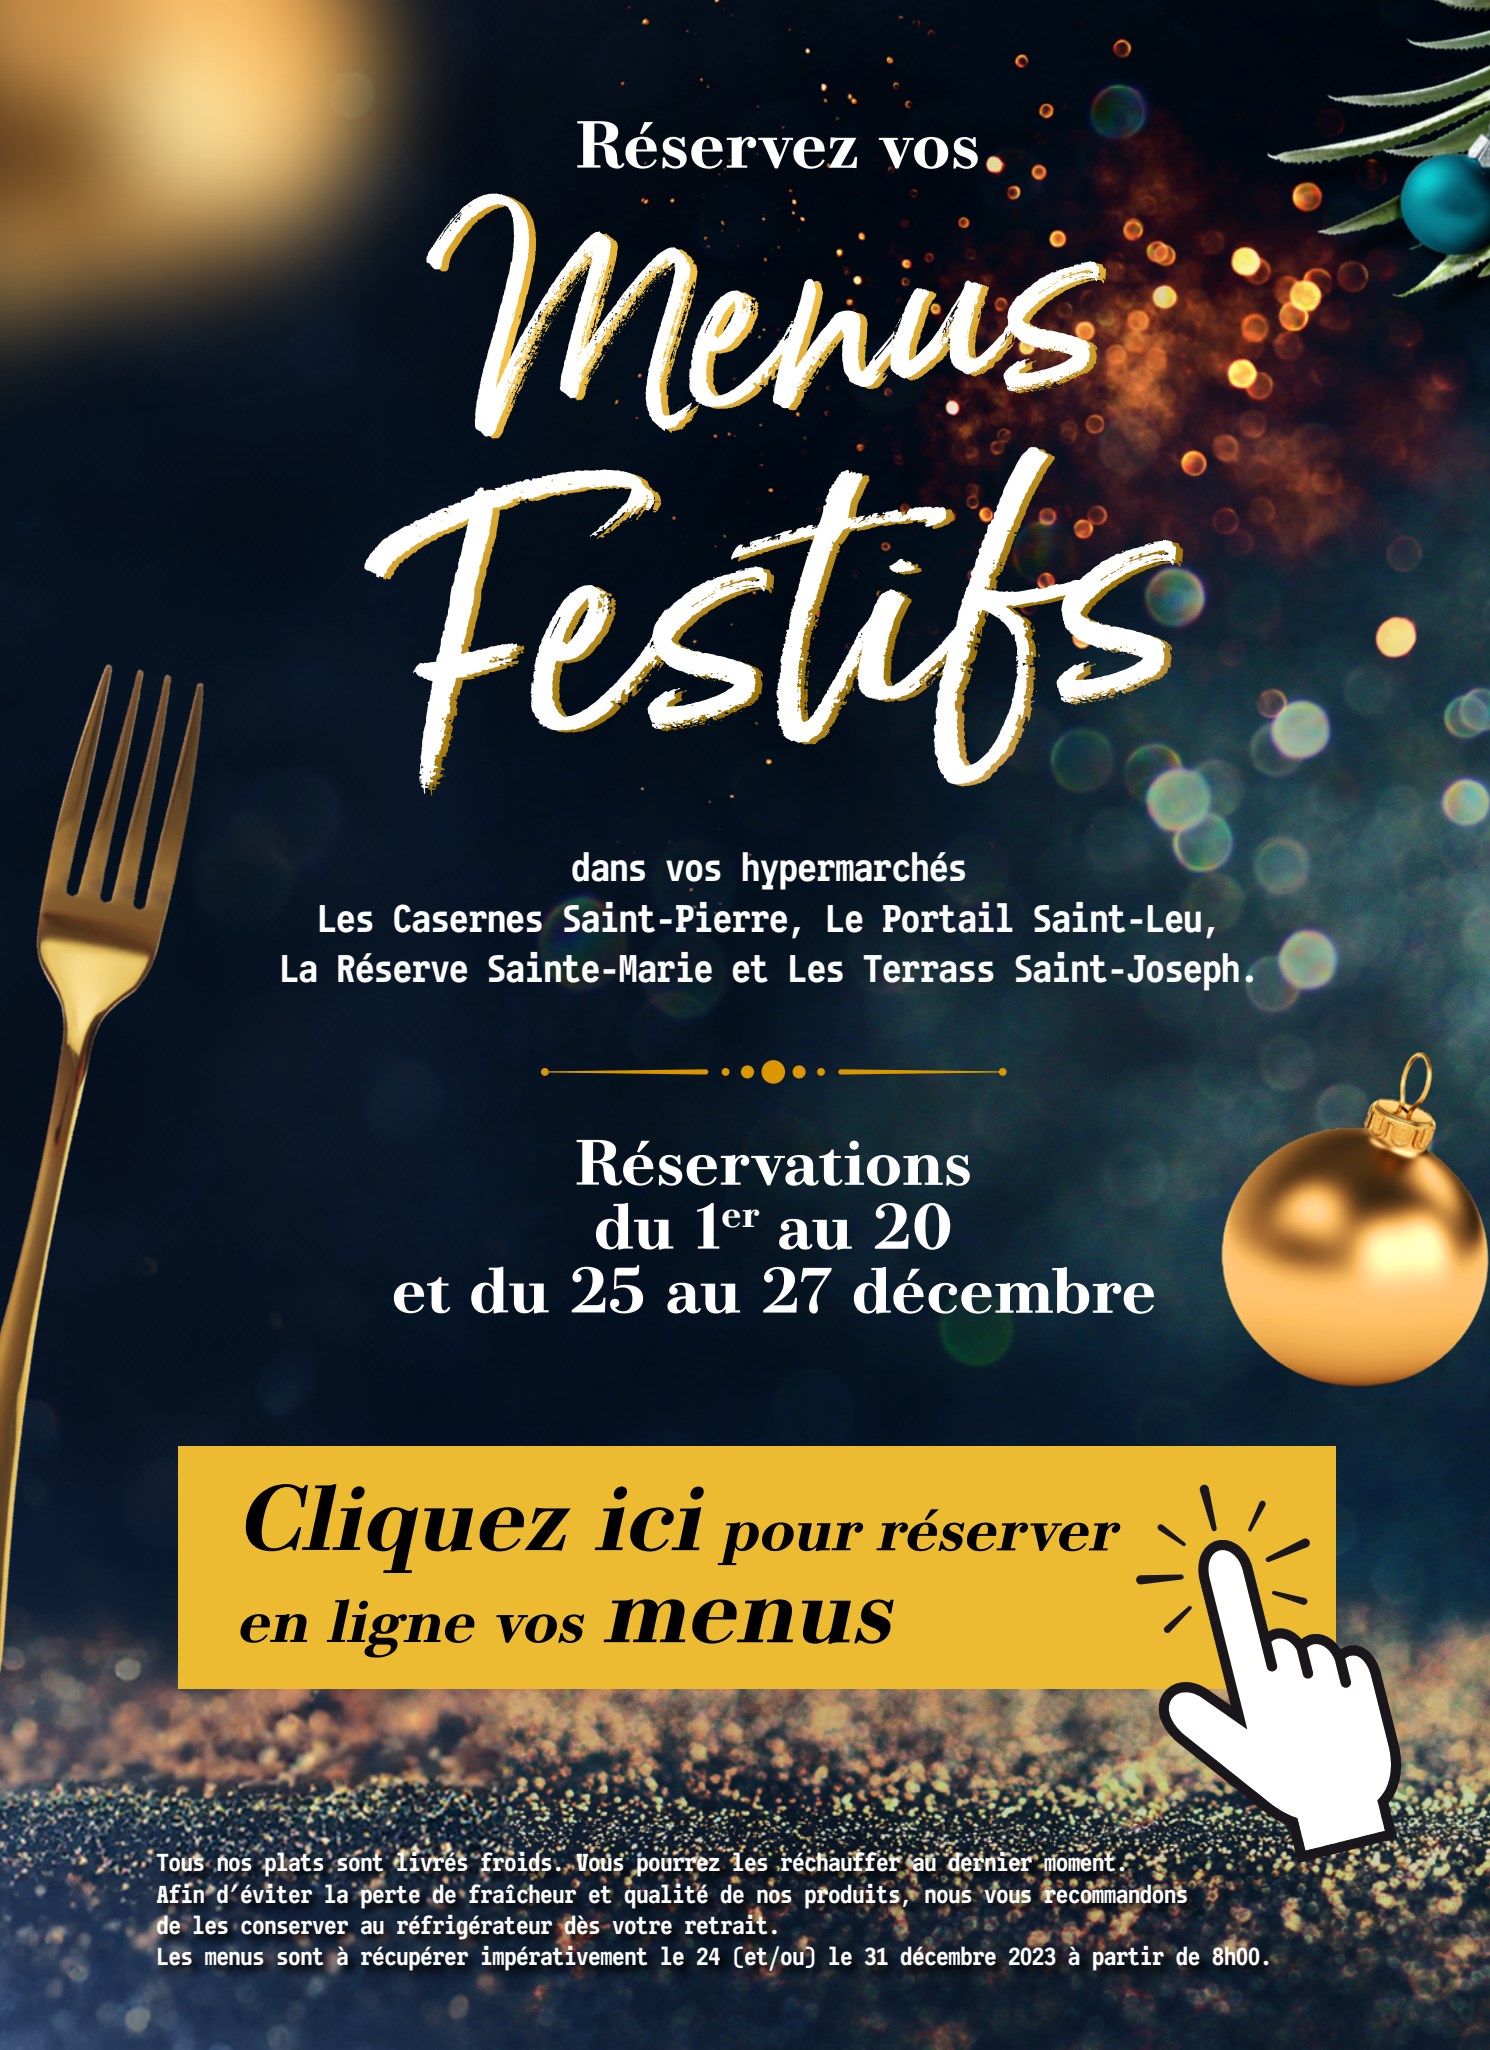 Réservez vos
Menus
Festifs
dans vos hypermarchés
Les Casernes Saint-Pierre, Le Portail Saint-Leu,
La Réserve Sainte-Marie et Les Terrass Saint-Joseph.
Réservations
du 1er au 20
et du 25 au 27 décembre
Cliquez ici pour réserver
en ligne vos menus
Tous nos plats sont livrés froids. Vous pourrez les réchauffer au dernier moment.
Afin d’éviter la perte de fraîcheur et qualité de nos produits, nous vous recommandons
de les conserver au réfrigérateur dès votre retrait.
Les menus sont à récupérer impérativement le 24 (et/ou) le 31 décembre 2023 à partir de 8h00.